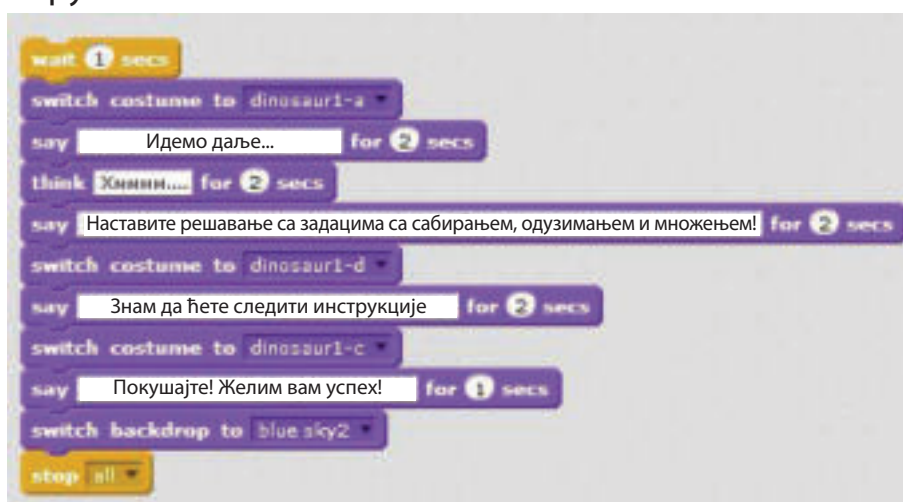 wait 1 secs
switch costume to dinosaur1-a
say Идемо даље... for 2 secs
think Хмммм.... for 2 secs
say Наставите решавање са задацима са сабирањем, одузимањем и множењем! for 2 secs
switch costume to dinosaur1-d
say Знам да ћете следити инструкције for 2 secs
switch costume to dinosaur1-c
say Покушајте! Желим вам успех! for 1 secs
switch backdrop to blue sky2
stop all